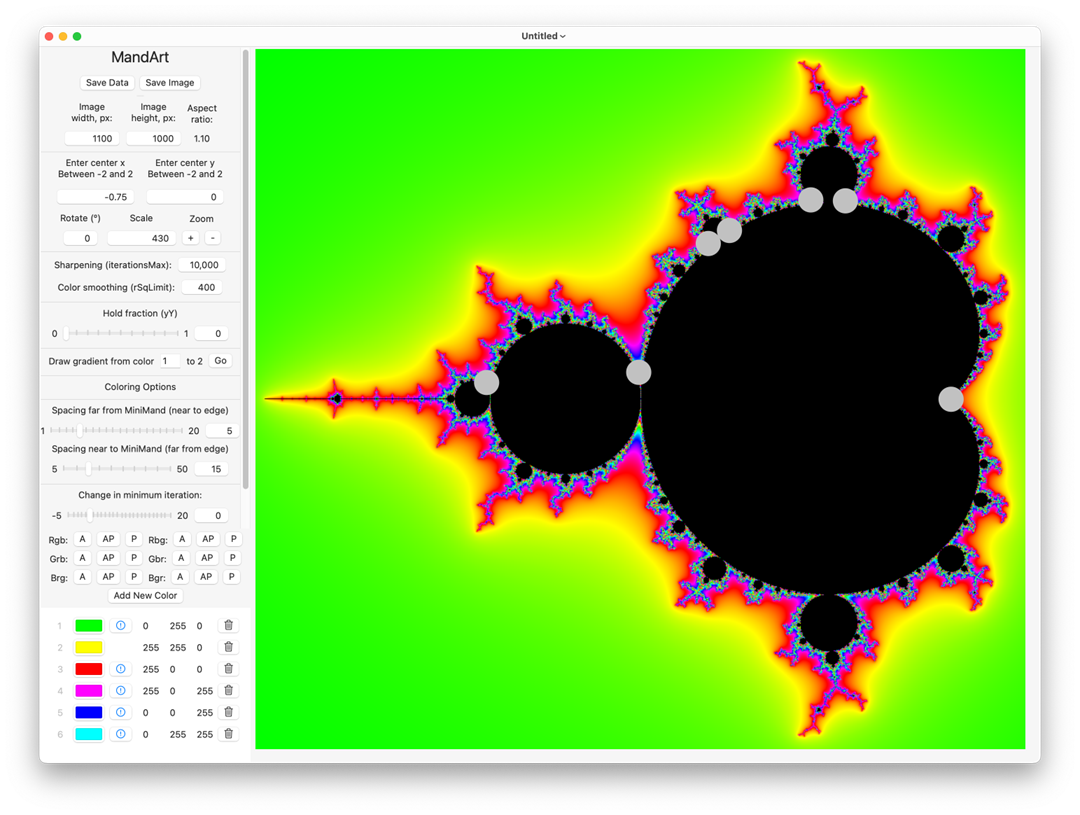 Untitled
MandArt
Save Data Save Image
Image width, px: Image height, px: Aspect ratio:
1100 1000 1.10
Enter center x Between -2 and 2 Enter center y Between -2 and 2
-0.75 0
Rotate (°) Scale Zoom
0 430 + -
Sharpening (iterationsMax): 10,000
Color smoothing (rSqLimit): 400
Hold fraction (yY)
0 1 0
Draw gradient from color 1 to 2 Go
Coloring Options
Spacing far from MiniMand (near to edge)
1 20 5
Spacing near to MiniMand (far from edge)
5 50 15
Change in minimum iteration:
-5 20 0
Rgb: A AP P Rbg: A AP P
Grb: A AP P Gbr: A AP P
Brg: A AP P Bgr: A AP P
Add New Color
1 0 255 0
2 255 255 0
3 255 0 0
4 255 0 255
5 0 0 255
6 0 255 255